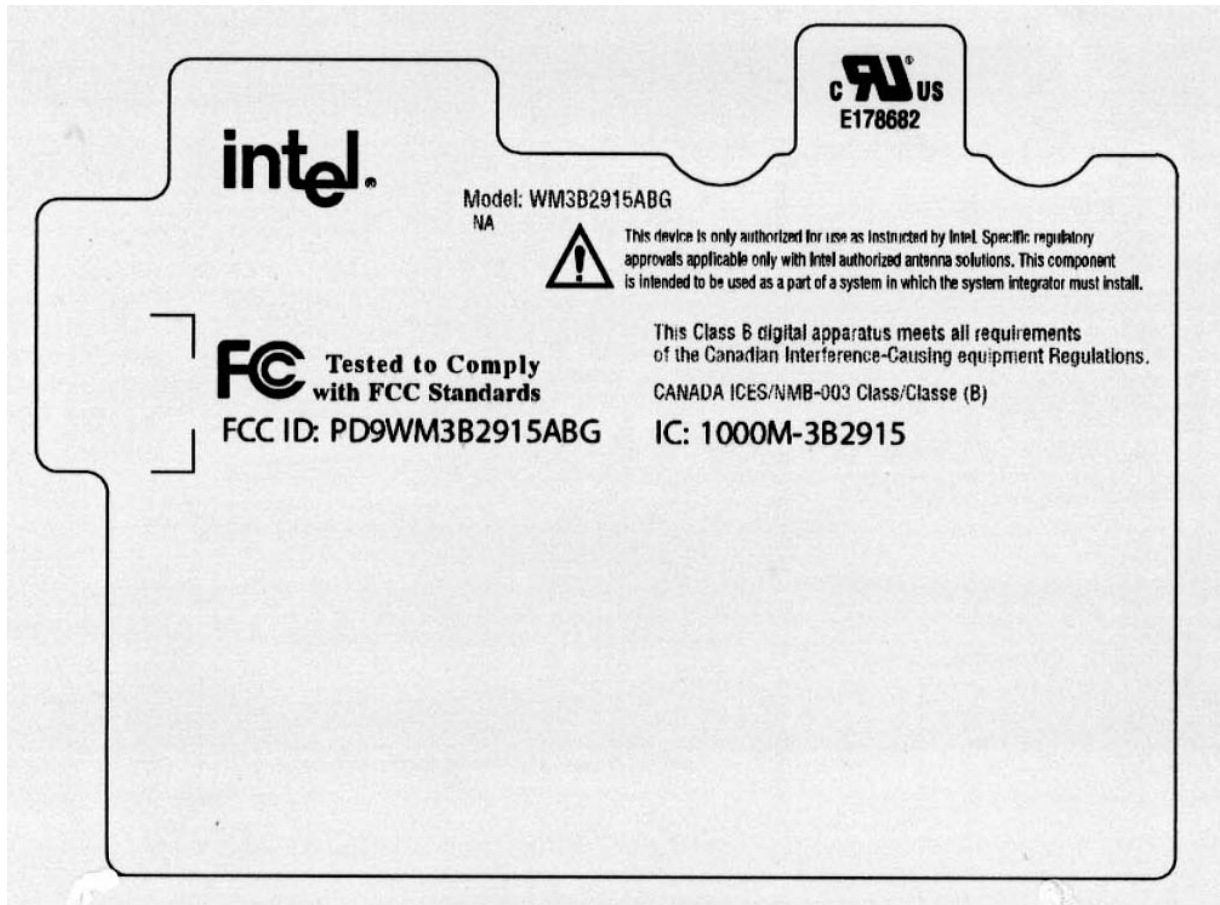 c RU® US
E178682
intel®
Model: WM3B2915ABG
NA
This device is only authorized for use as instructed by Intel. Specific regulatory
approvals applicable only with Intel authorized antenna solutions. This component
is intended to be used as a part of a system in which the system integrator must install.
This Class B digital apparatus meets all requirements
of the Canadian Interference-Causing equipment Regulations.
FC Tested to Comply
with FCC Standards
CANADA ICES/NMB-003 Class/Classe (B)
FCC ID: PD9WM3B2915ABG
IC: 1000M-3B2915